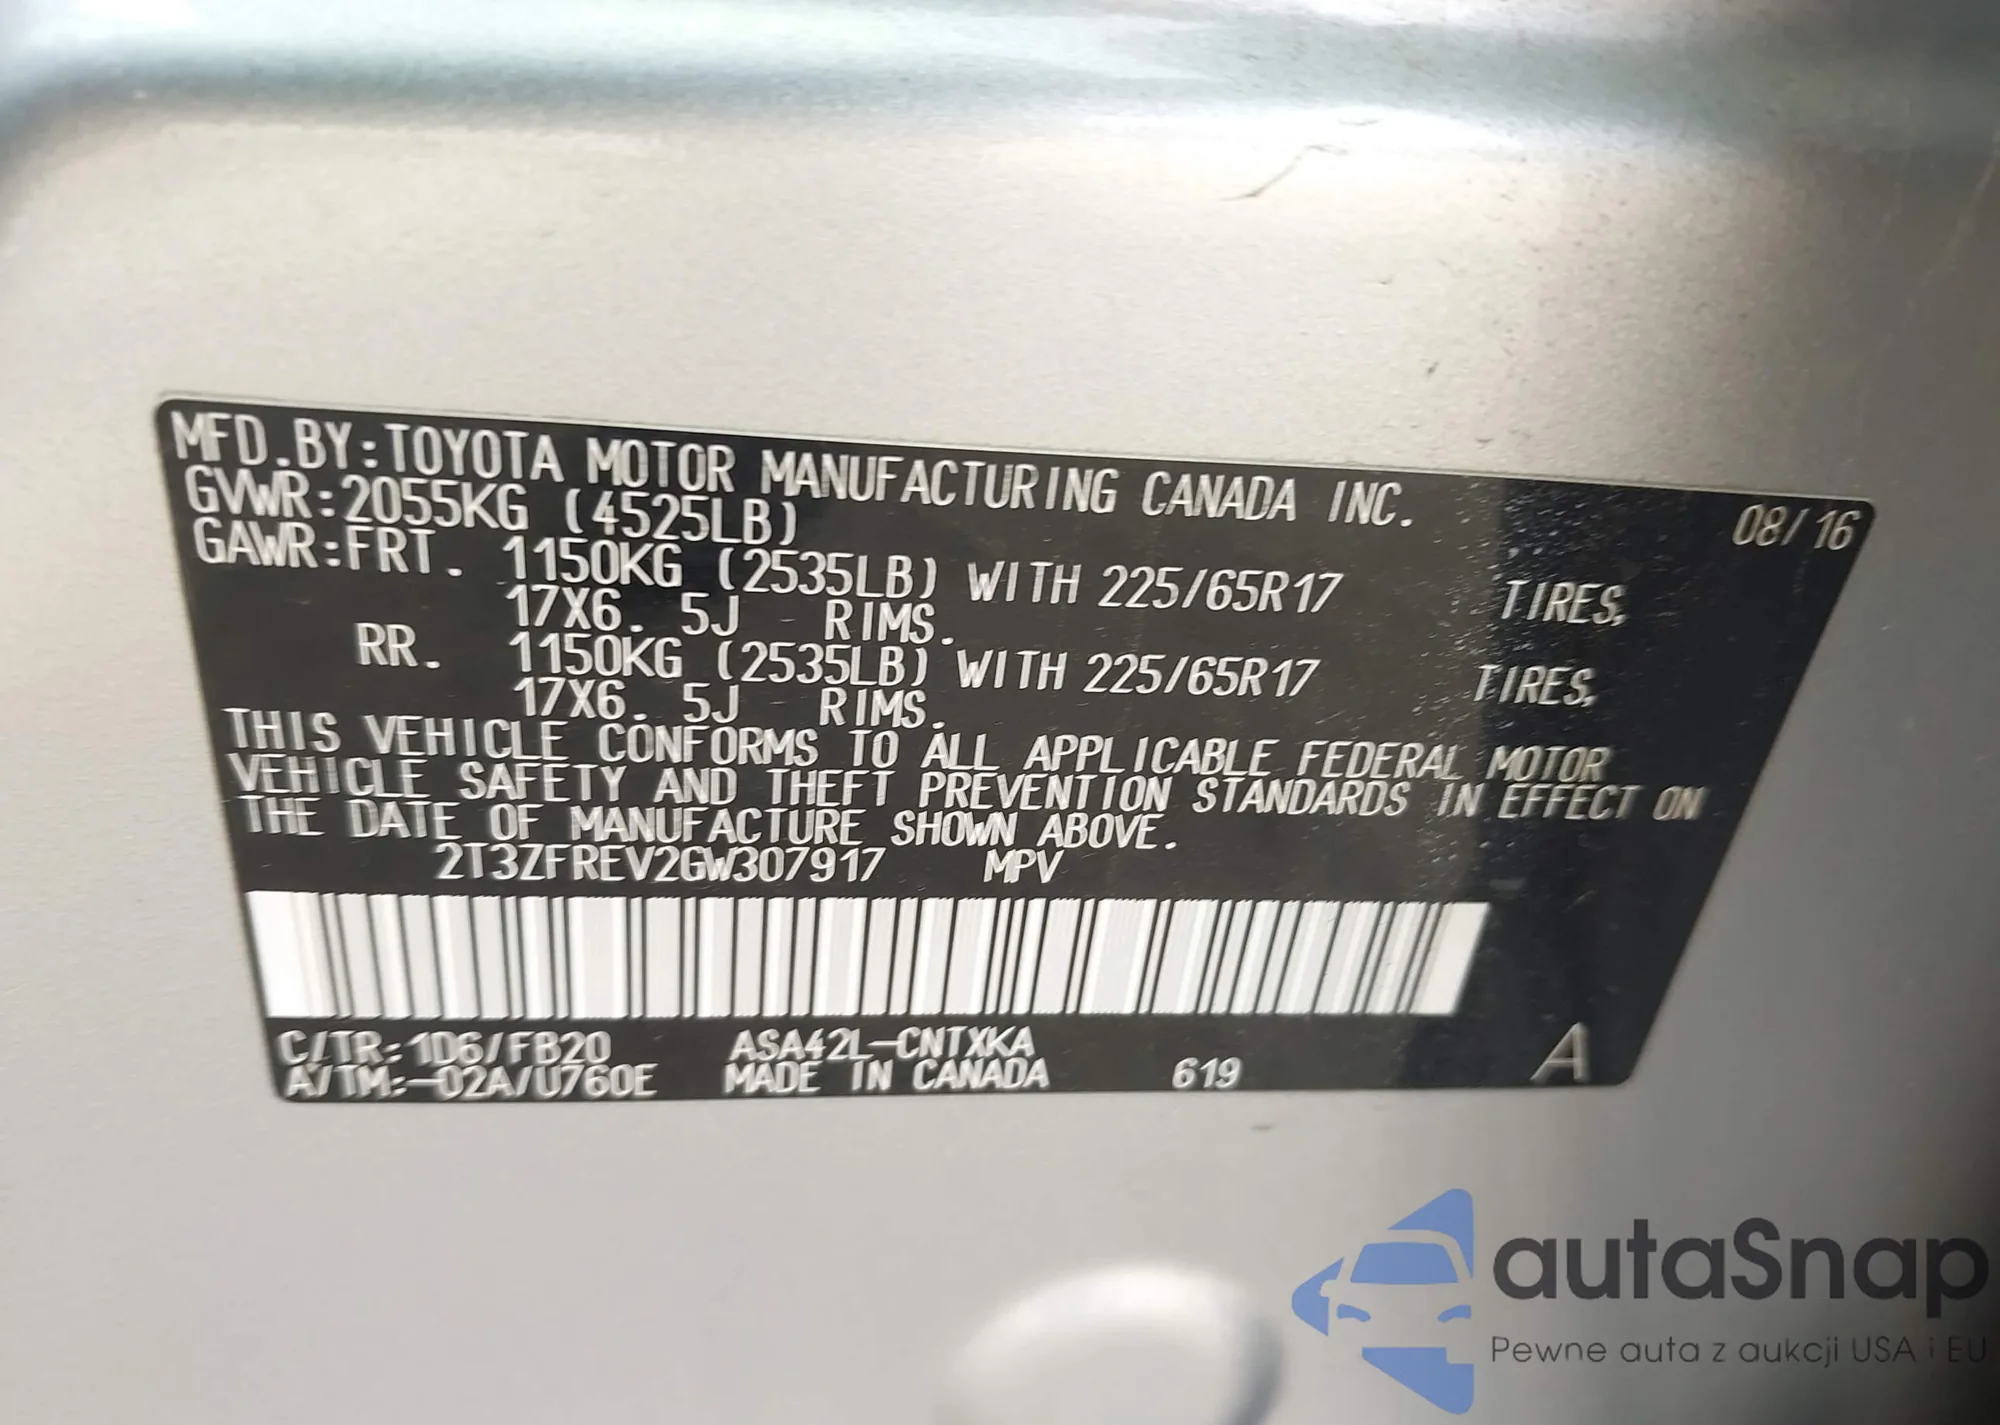 MFD.BY:TOYOTA MOTOR MANUFACTURING CANADA INC. 08/16
GVWR:2055KG (4525LB)
GAWR:FRT. 1150KG (2535LB) WITH 225/65R17 TIRES,
17X6. 5J RIMS.
RR. 1150KG (2535LB) WITH 225/65R17 TIRES,
17X6. 5J RIMS.
THIS VEHICLE CONFORMS TO ALL APPLICABLE FEDERAL MOTOR
VEHICLE SAFETY AND THEFT PREVENTION STANDARDS IN EFFECT ON
THE DATE OF MANUFACTURE SHOWN ABOVE.
2T3ZFREV2GW307917 MPV
C/TR:1D6/FB20 ASA42L-CNTXKA
A/TM:-02A/U760E MADE IN CANADA 619 A
autaSnap
Pewne auta z aukcji USA i EU